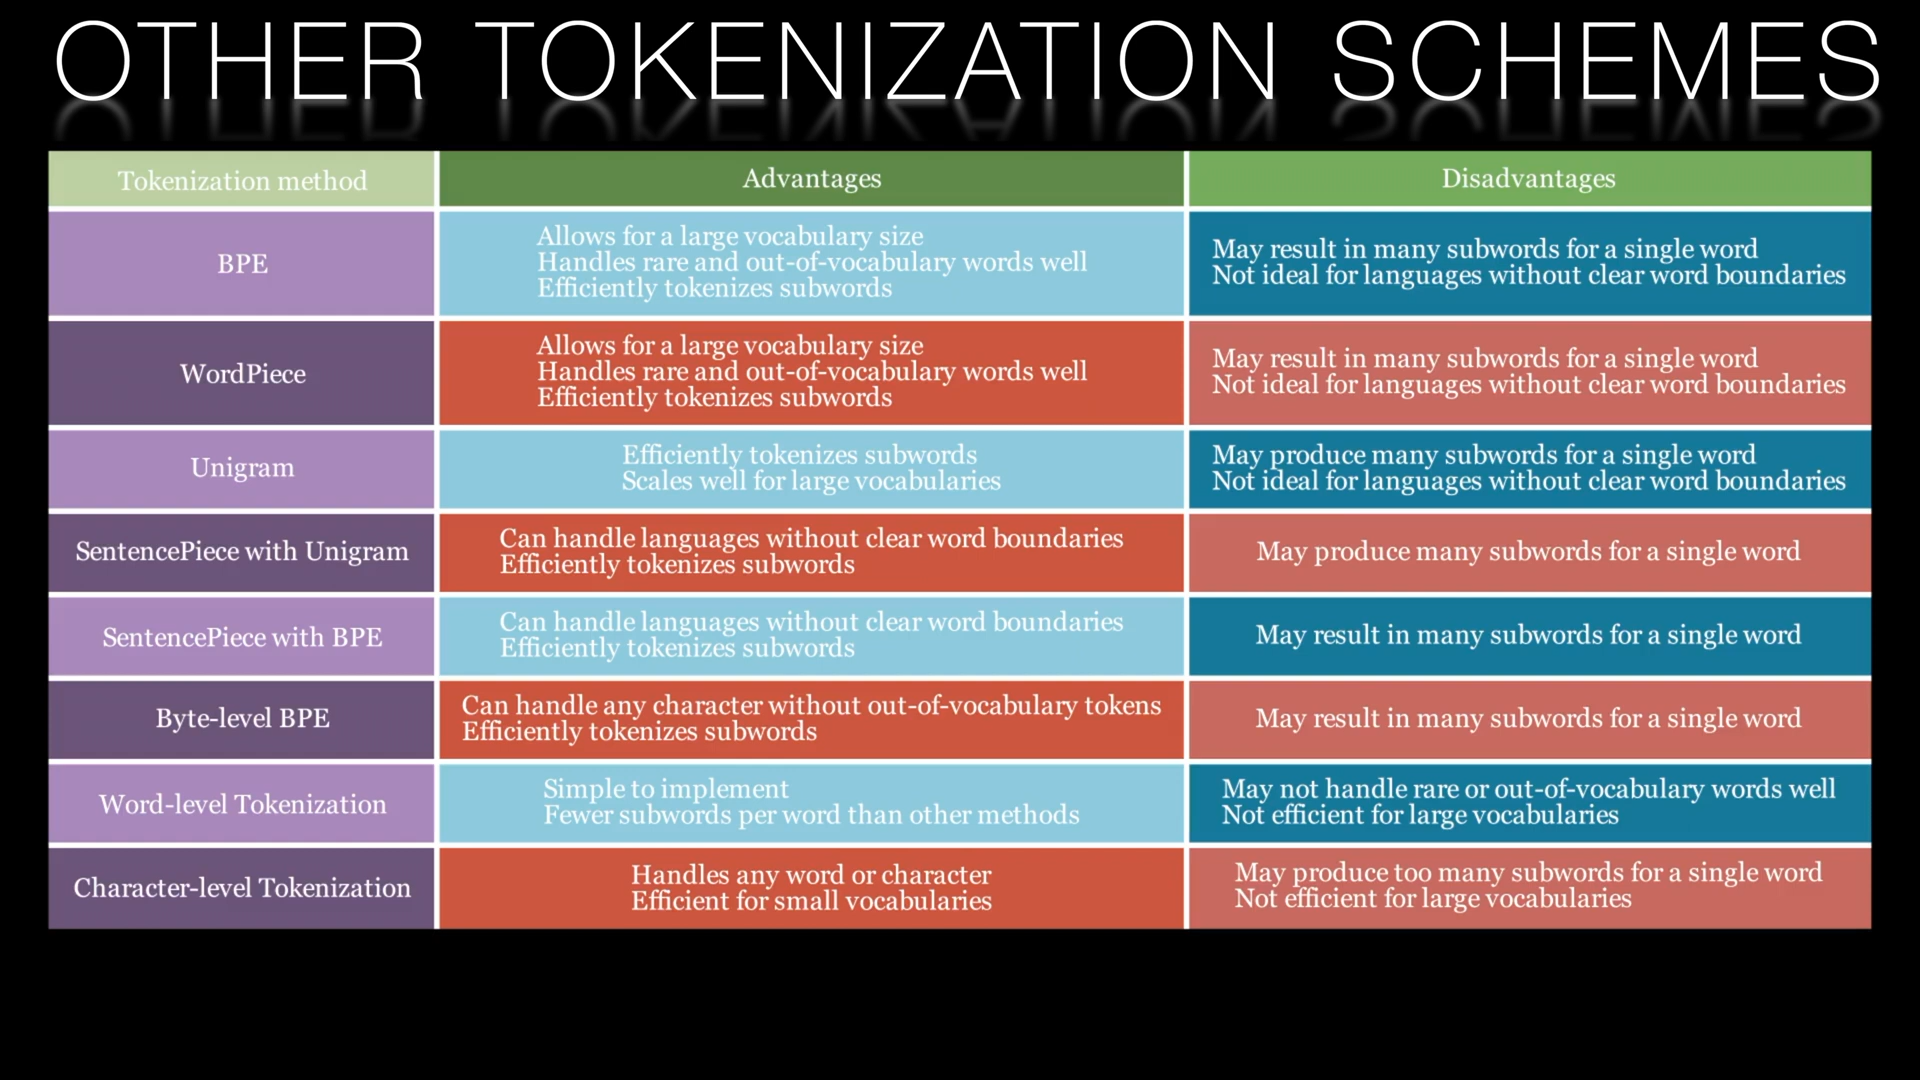 OTHER TOKENIZATION SCHEMES
Tokenization method
Advantages
Disadvantages
BPE
Allows for a large vocabulary size
Handles rare and out-of-vocabulary words well
Efficiently tokenizes subwords
May result in many subwords for a single word
Not ideal for languages without clear word boundaries
WordPiece
Allows for a large vocabulary size
Handles rare and out-of-vocabulary words well
Efficiently tokenizes subwords
May result in many subwords for a single word
Not ideal for languages without clear word boundaries
Unigram
Efficiently tokenizes subwords
Scales well for large vocabularies
May produce many subwords for a single word
Not ideal for languages without clear word boundaries
SentencePiece with Unigram
Can handle languages without clear word boundaries
Efficiently tokenizes subwords
May produce many subwords for a single word
SentencePiece with BPE
Can handle languages without clear word boundaries
Efficiently tokenizes subwords
May result in many subwords for a single word
Byte-level BPE
Can handle any character without out-of-vocabulary tokens
Efficiently tokenizes subwords
May result in many subwords for a single word
Word-level Tokenization
Simple to implement
Fewer subwords per word than other methods
May not handle rare or out-of-vocabulary words well
Not efficient for large vocabularies
Character-level Tokenization
Handles any word or character
Efficient for small vocabularies
May produce too many subwords for a single word
Not efficient for large vocabularies